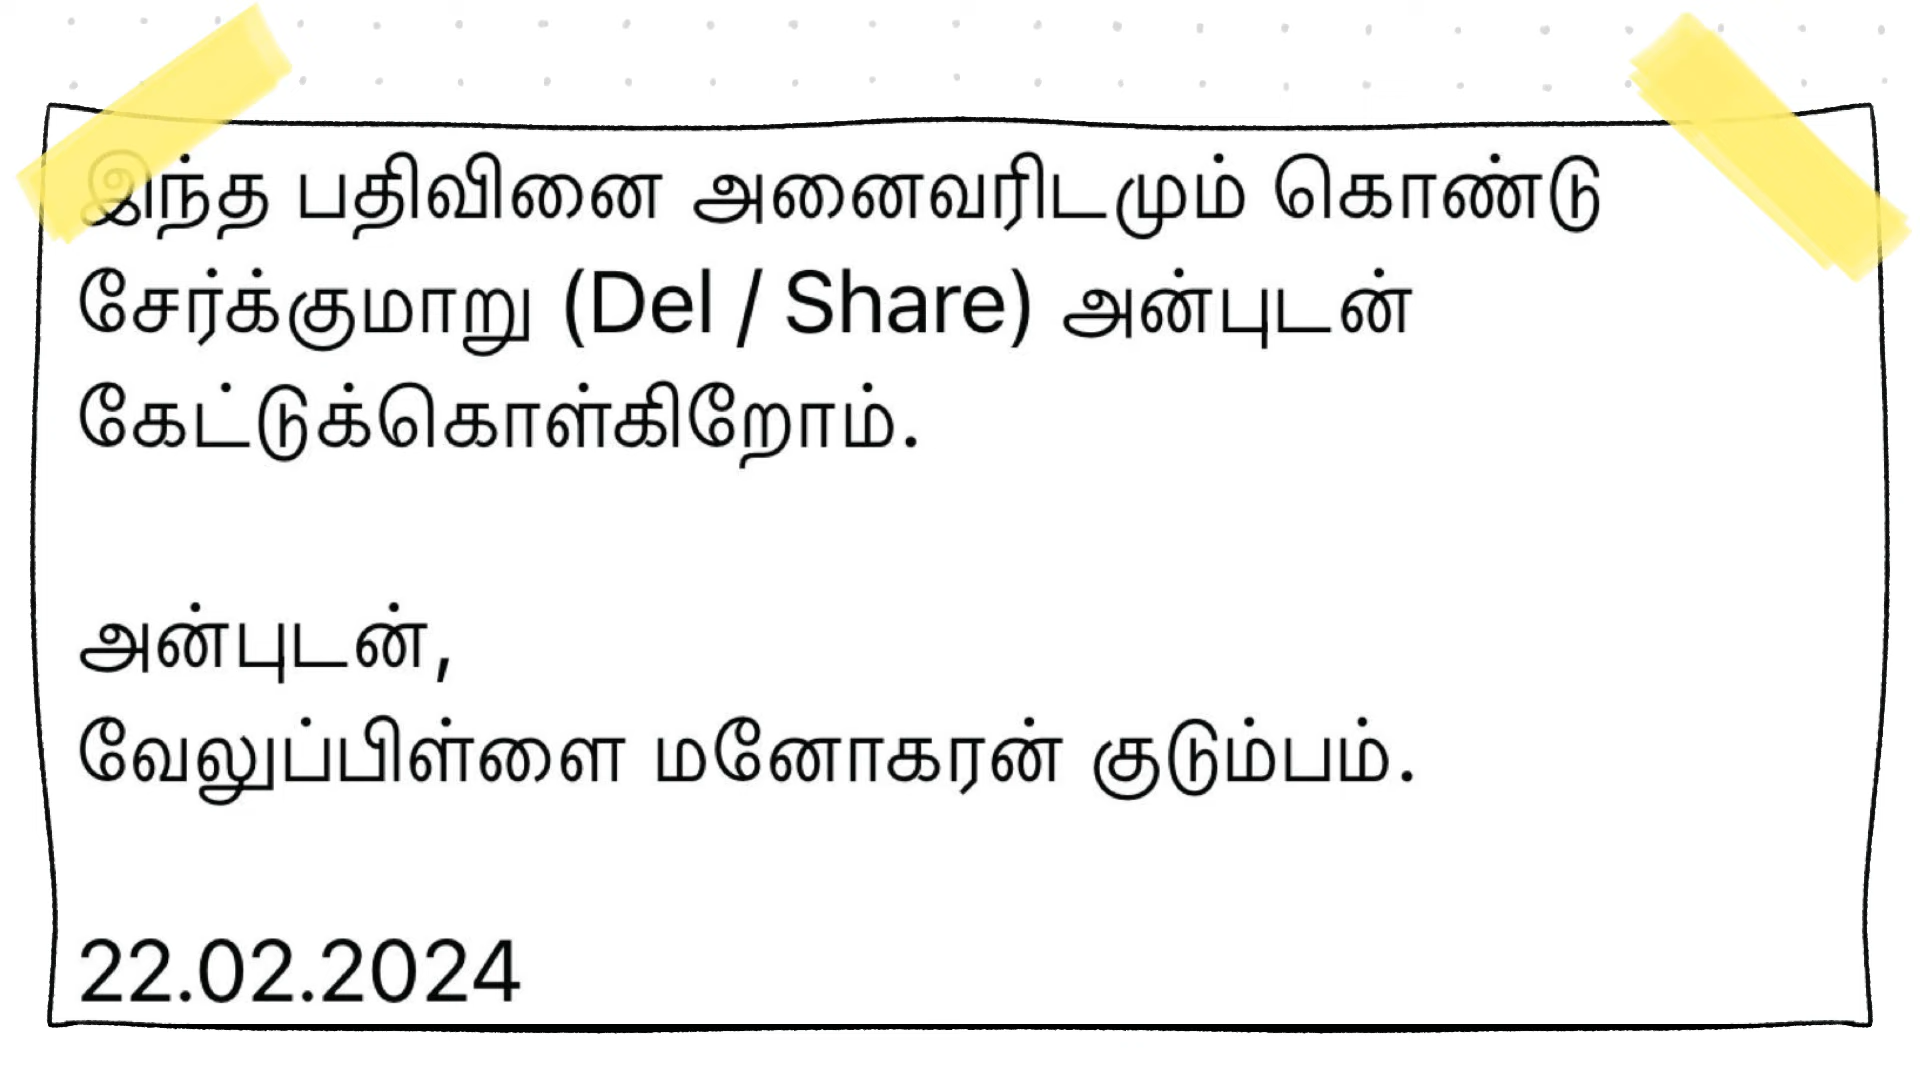 இந்த பதிவினை அனைவரிடமும் கொண்டு
சேர்க்குமாறு (Del / Share) அன்புடன்
கேட்டுக்கொள்கிறோம்.
அன்புடன்,
வேலுப்பிள்ளை மனோகரன் குடும்பம்.
22.02.2024